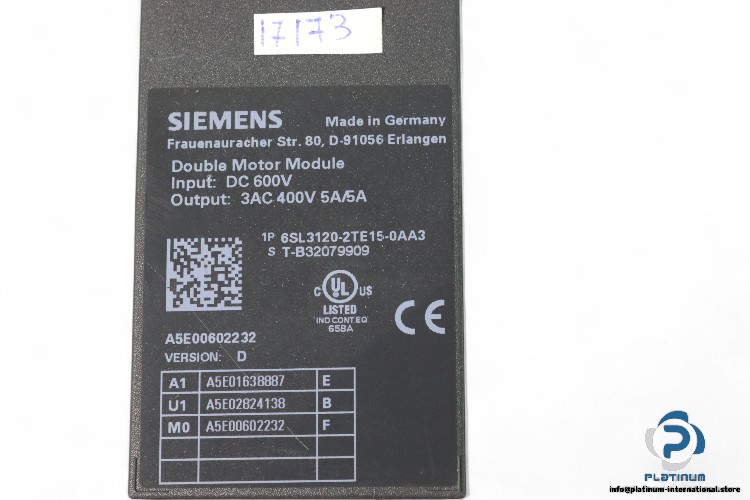 17173
SIEMENS Made in Germany
Frauenauracher Str. 80, D-91056 Erlangen
Double Motor Module
Input: DC 600V
Output: 3AC 400V 5A/5A
1P 6SL3120-2TE15-0AA3
S T-B32079909
C UL US
LISTED
IND CONT EQ
65BA
CE
A5E00602232
VERSION: D
A1 A5E01638887 E
U1 A5E02824138 B
M0 A5E00602232 F
PLATINUM
info@platinum-international.store